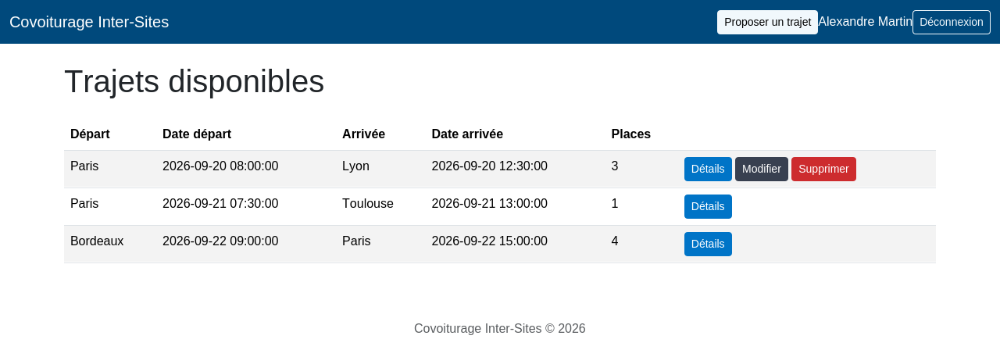 Covoiturage Inter-Sites Proposer un trajet Alexandre Martin Déconnexion
Trajets disponibles
Départ Date départ Arrivée Date arrivée Places
Paris 2026-09-20 08:00:00 Lyon 2026-09-20 12:30:00 3 Détails Modifier Supprimer
Paris 2026-09-21 07:30:00 Toulouse 2026-09-21 13:00:00 1 Détails
Bordeaux 2026-09-22 09:00:00 Paris 2026-09-22 15:00:00 4 Détails
Covoiturage Inter-Sites © 2026